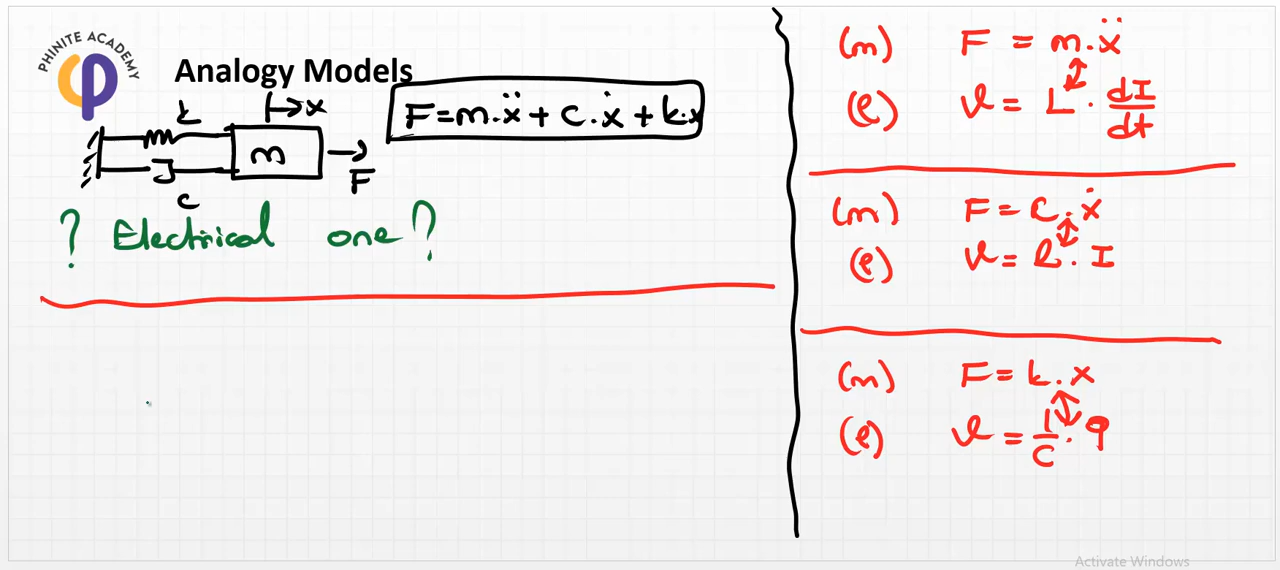 PHINITE ACADEMY
Analogy Models
k
x
F=m.ẍ + c.ẋ + k.x
m
F
c
? Electrical one ?
(m) F = m.ẍ
(e) V = L . dI/dt
(m) F = C.ẋ
(e) V = R . I
(m) F = k.x
(e) V = 1/C . q
Activate Windows